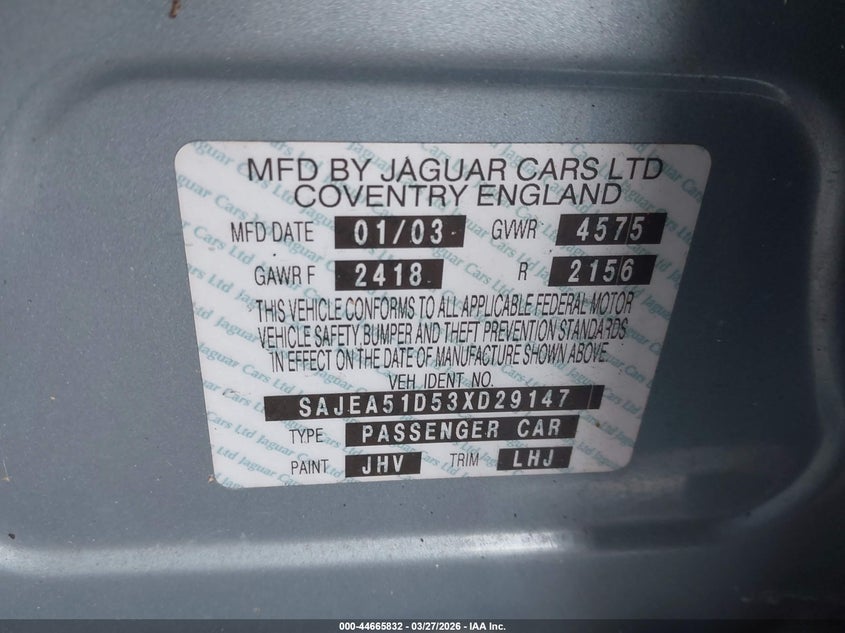 MFD BY JAGUAR CARS LTD
COVENTRY ENGLAND
MFD DATE 01/03 GVWR 4575
GAWR F 2418 R 2156
THIS VEHICLE CONFORMS TO ALL APPLICABLE FEDERAL MOTOR
VEHICLE SAFETY, BUMPER AND THEFT PREVENTION STANDARDS
IN EFFECT ON THE DATE OF MANUFACTURE SHOWN ABOVE.
VEH. IDENT. NO.
SAJEA51D53XD29147
TYPE PASSENGER CAR
PAINT JHV TRIM LHJ
000-44665832 - 03/27/2026 - IAA Inc.